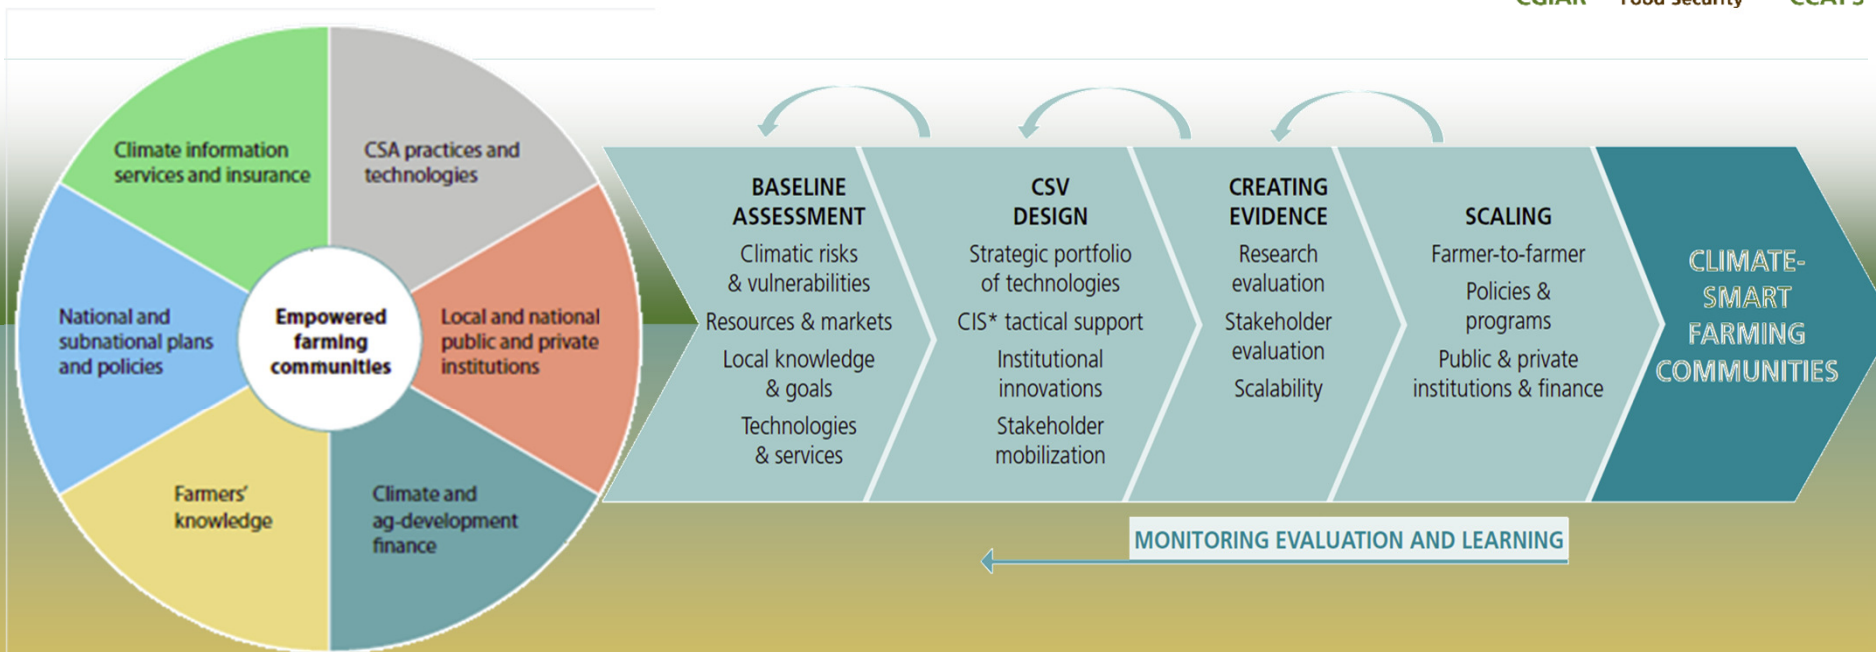 CGIAR
Food Security
CCAFS
Climate information
services and insurance
CSA practices and
technologies
National and
subnational plans
and policies
Empowered
farming
communities
Local and national
public and private
institutions
Farmers'
knowledge
Climate and
ag-development
finance
BASELINE
ASSESSMENT
Climatic risks
& vulnerabilities
Resources & markets
Local knowledge
& goals
Technologies
& services
CSV
DESIGN
Strategic portfolio
of technologies
CIS* tactical support
Institutional
innovations
Stakeholder
mobilization
CREATING
EVIDENCE
Research
evaluation
Stakeholder
evaluation
Scalability
SCALING
Farmer-to-farmer
Policies &
programs
Public & private
institutions & finance
CLIMATE-
SMART
FARMING
COMMUNITIES
MONITORING EVALUATION AND LEARNING